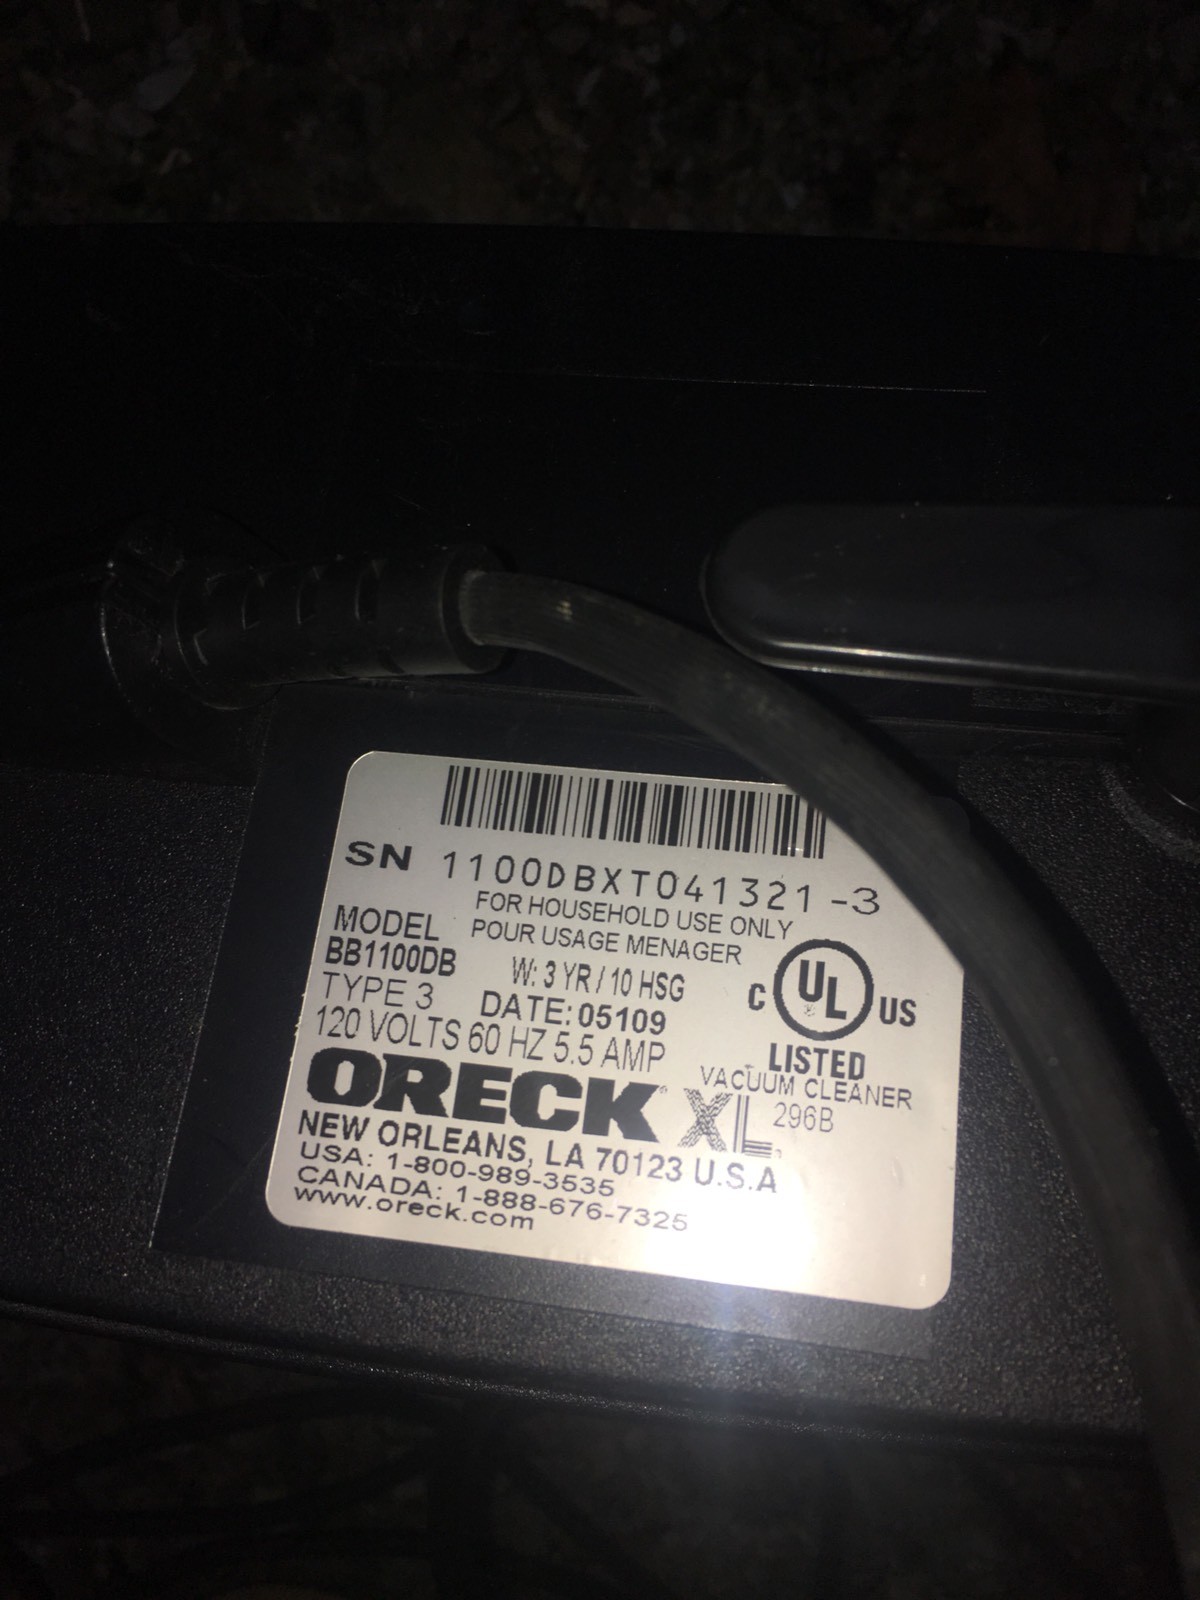 SN 1100DBXT041321-3
FOR HOUSEHOLD USE ONLY
POUR USAGE MENAGER
MODEL
BB1100DB
W: 3 YR / 10 HSG
TYPE 3
DATE: 05109
120 VOLTS 60 HZ 5.5 AMP
C UL US
LISTED
VACUUM CLEANER
296B
ORECK XL
NEW ORLEANS, LA 70123 U.S.A
USA: 1-800-989-3535
CANADA: 1-888-676-7325
www.oreck.com